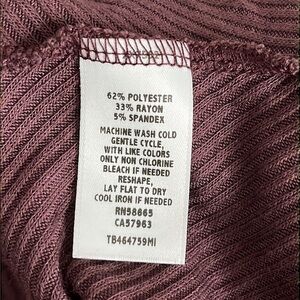 62% POLYESTER
33% RAYON
5% SPANDEX
MACHINE WASH COLD
GENTLE CYCLE,
WITH LIKE COLORS
ONLY NON CHLORINE
BLEACH IF NEEDED
RESHAPE,
LAY FLAT TO DRY
COOL IRON IF NEEDED
RN58665
CA57963
TB464759MI